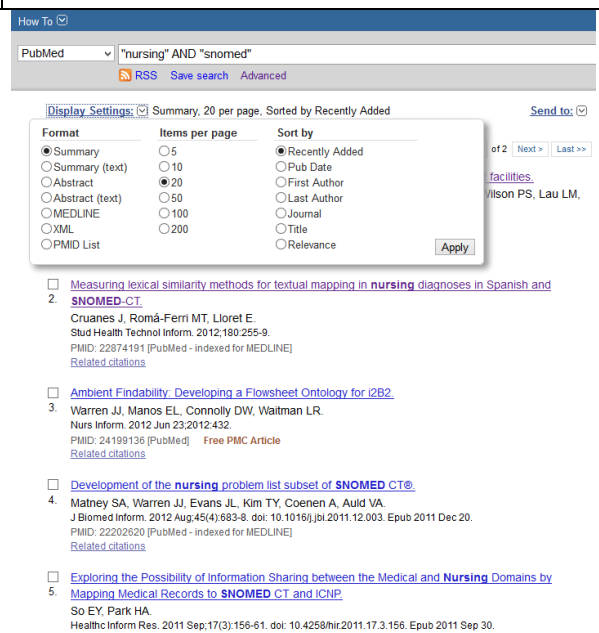 How To
PubMed "nursing" AND "snomed"
RSS Save search Advanced
Display Settings: Summary, 20 per page, Sorted by Recently Added Send to:
Format Items per page Sort by
Summary 5 Recently Added
Summary (text) 10 Pub Date
Abstract 20 First Author
Abstract (text) 50 Last Author
MEDLINE 100 Journal
XML 200 Title
PMID List Relevance Apply
of 2 Next > Last >>
facilities.
Wilson PS, Lau LM,
Measuring lexical similarity methods for textual mapping in nursing diagnoses in Spanish and
2. SNOMED-CT.
Cruanes J, Romá-Ferri MT, Lloret E.
Stud Health Technol Inform. 2012;180:255-9.
PMID: 22874191 [PubMed - indexed for MEDLINE]
Related citations
Ambient Findability: Developing a Flowsheet Ontology for i2B2.
3. Warren JJ, Manos EL, Connolly DW, Waitman LR.
Nurs Inform. 2012 Jun 23;2012:432.
PMID: 24199136 [PubMed] Free PMC Article
Related citations
Development of the nursing problem list subset of SNOMED CT®.
4. Matney SA, Warren JJ, Evans JL, Kim TY, Coenen A, Auld VA.
J Biomed Inform. 2012 Aug;45(4):683-8. doi: 10.1016/j.jbi.2011.12.003. Epub 2011 Dec 20.
PMID: 22202620 [PubMed - indexed for MEDLINE]
Related citations
Exploring the Possibility of Information Sharing between the Medical and Nursing Domains by
5. Mapping Medical Records to SNOMED CT and ICNP.
So EY, Park HA.
Healthc Inform Res. 2011 Sep;17(3):156-61. doi: 10.4258/hir.2011.17.3.156. Epub 2011 Sep 30.